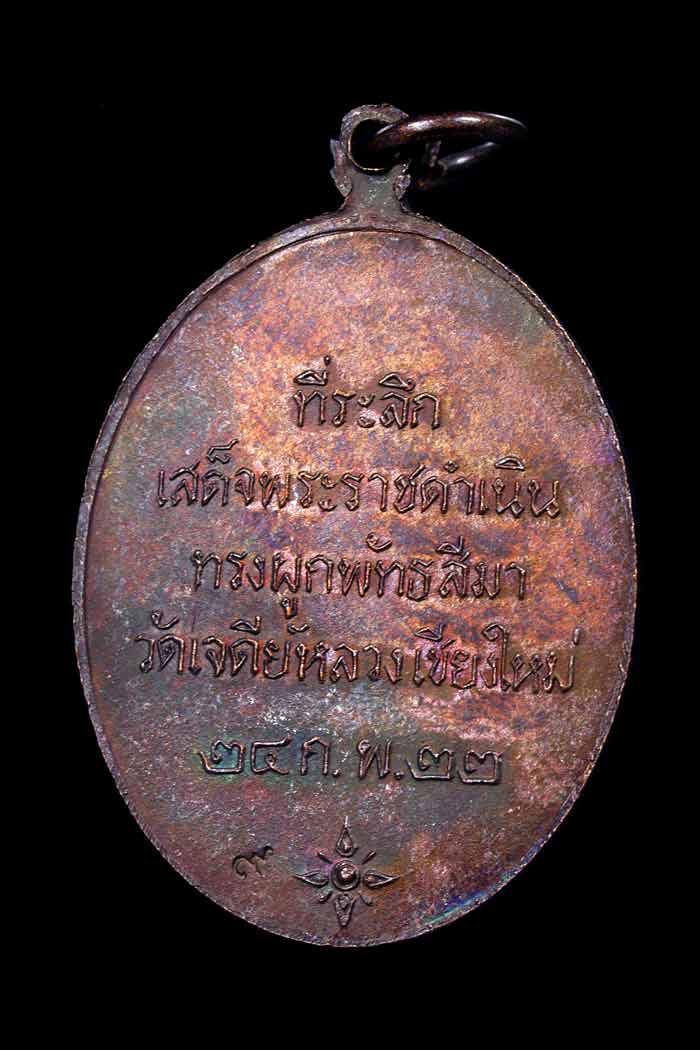 ที่ระลึก
เสด็จพระราชดำเนิน
ทรงผูกพัทธสีมา
วัดเจดีย์หลวงเชียงใหม่
๒๔ ก.พ.๒๒
๙